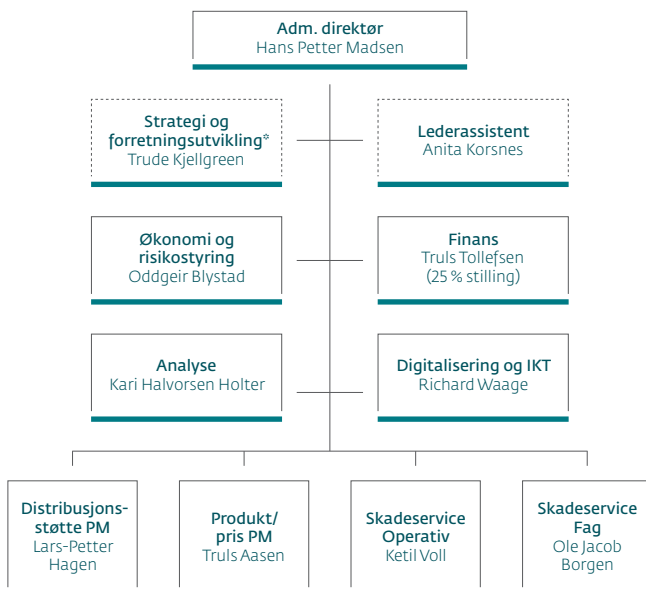 Adm. direktør
Hans Petter Madsen
Strategi og
forretningsutvikling*
Trude Kjellgreen
Lederassistent
Anita Korsnes
Økonomi og
risikostyring
Oddgeir Blystad
Finans
Truls Tollefsen
(25 % stilling)
Analyse
Kari Halvorsen Holter
Digitalisering og IKT
Richard Waage
Distribusjons-
støtte PM
Lars-Petter
Hagen
Produkt/
pris PM
Truls Aasen
Skadeservice
Operativ
Ketil Voll
Skadeservice
Fag
Ole Jacob
Borgen